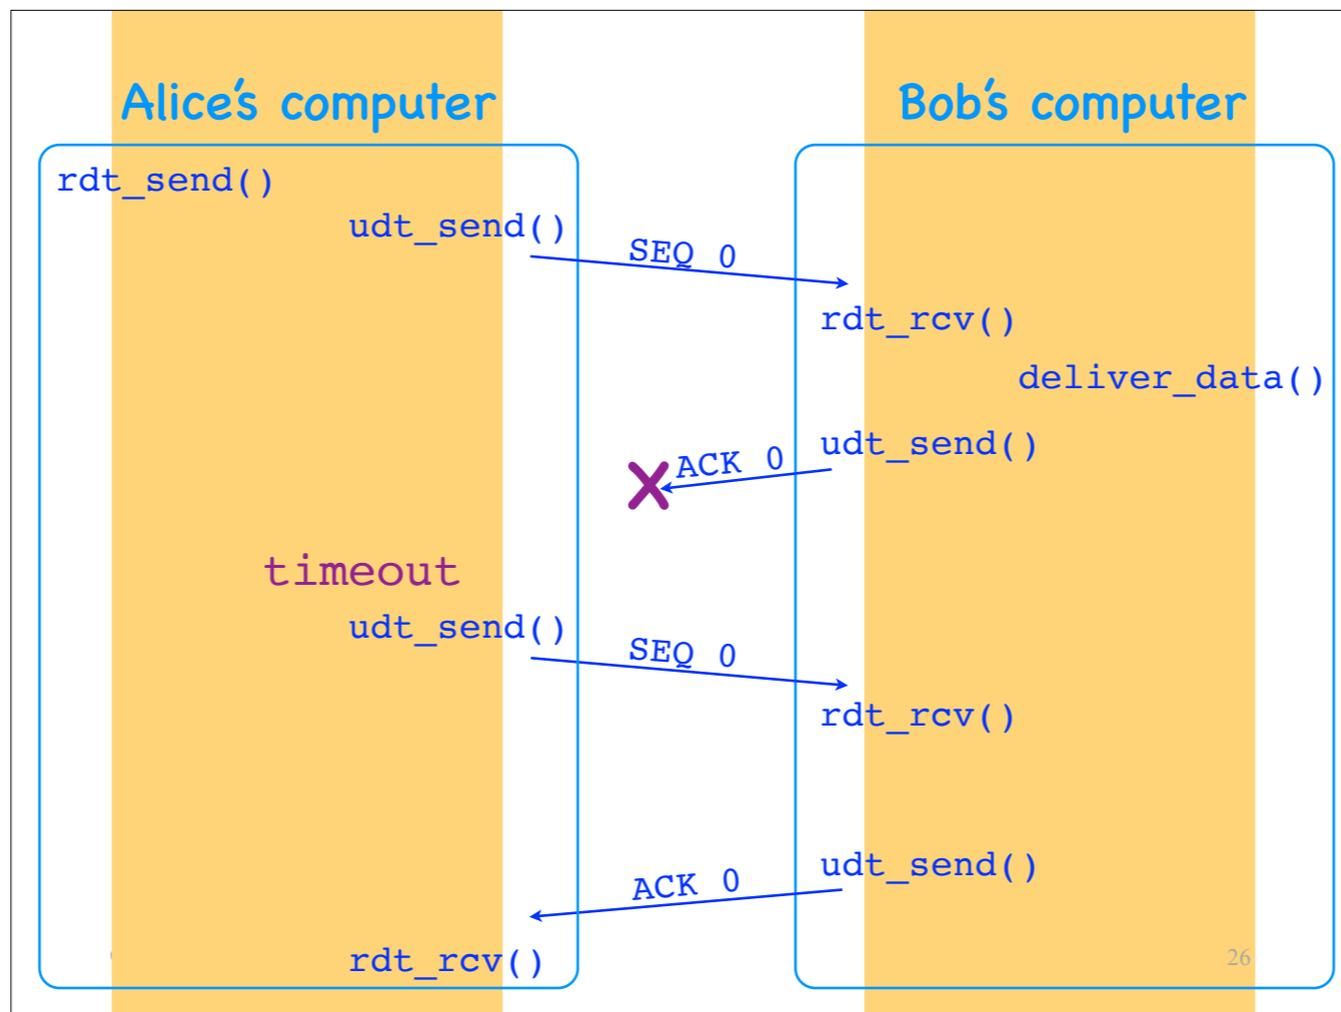 Alice's computer
Bob's computer
rdt_send()
udt_send()
SEQ 0
rdt_rcv()
deliver_data()
udt_send()
ACK 0
X
timeout
udt_send()
SEQ 0
rdt_rcv()
udt_send()
ACK 0
rdt_rcv()
26